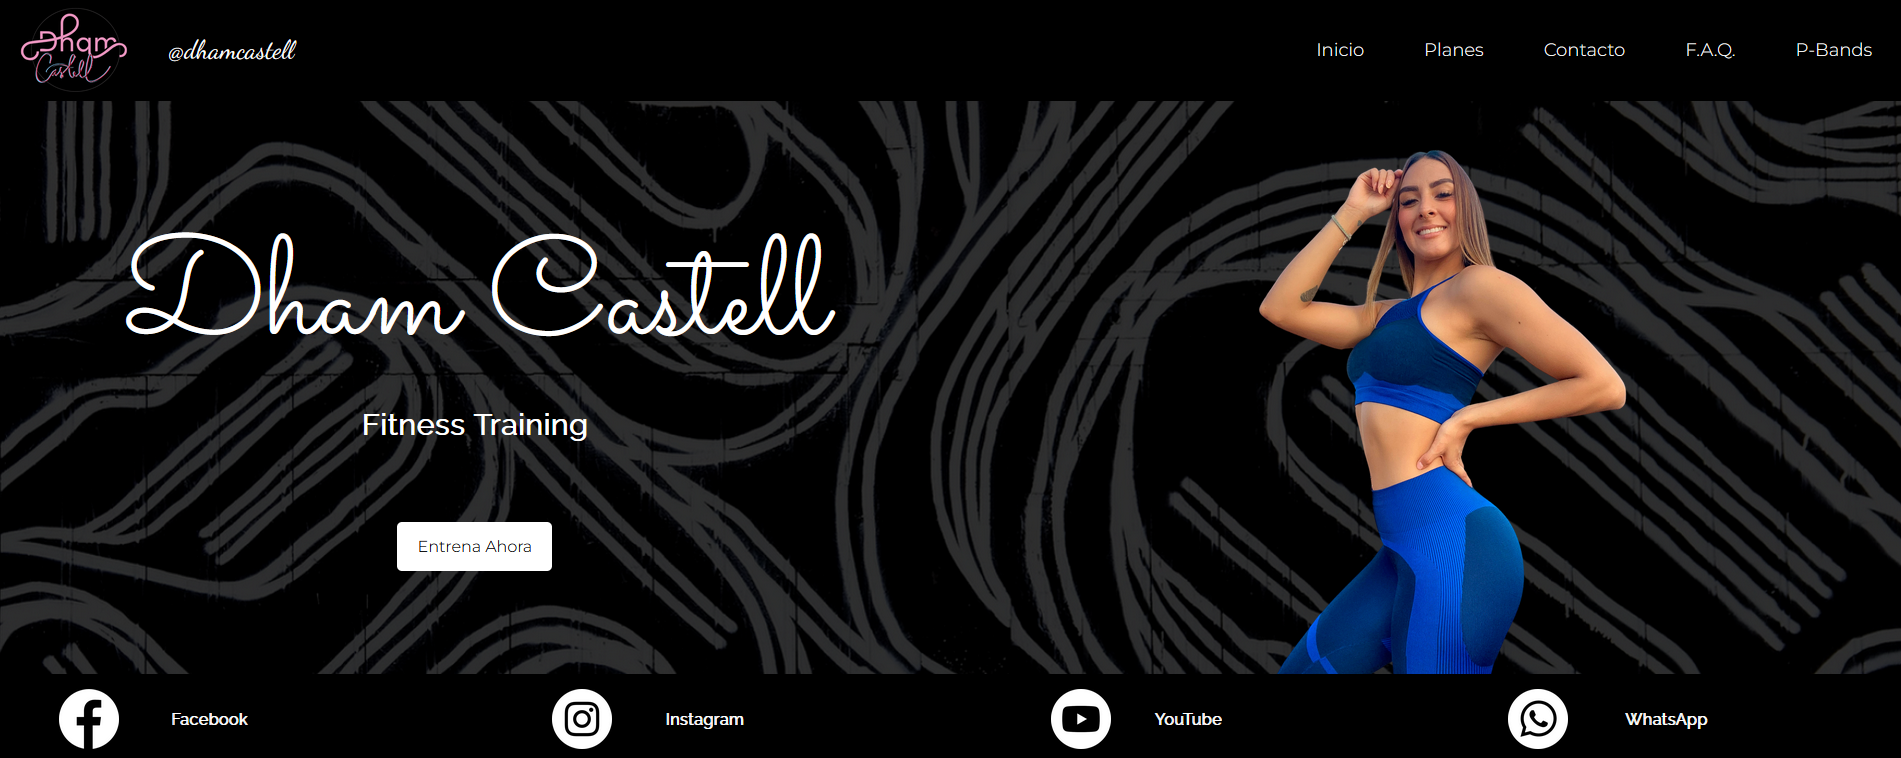 Dham
Castell
@dhamcastell
Inicio
Planes
Contacto
F.A.Q.
P-Bands
Dham Castell
Fitness Training
Entrena Ahora
Facebook
Instagram
YouTube
WhatsApp